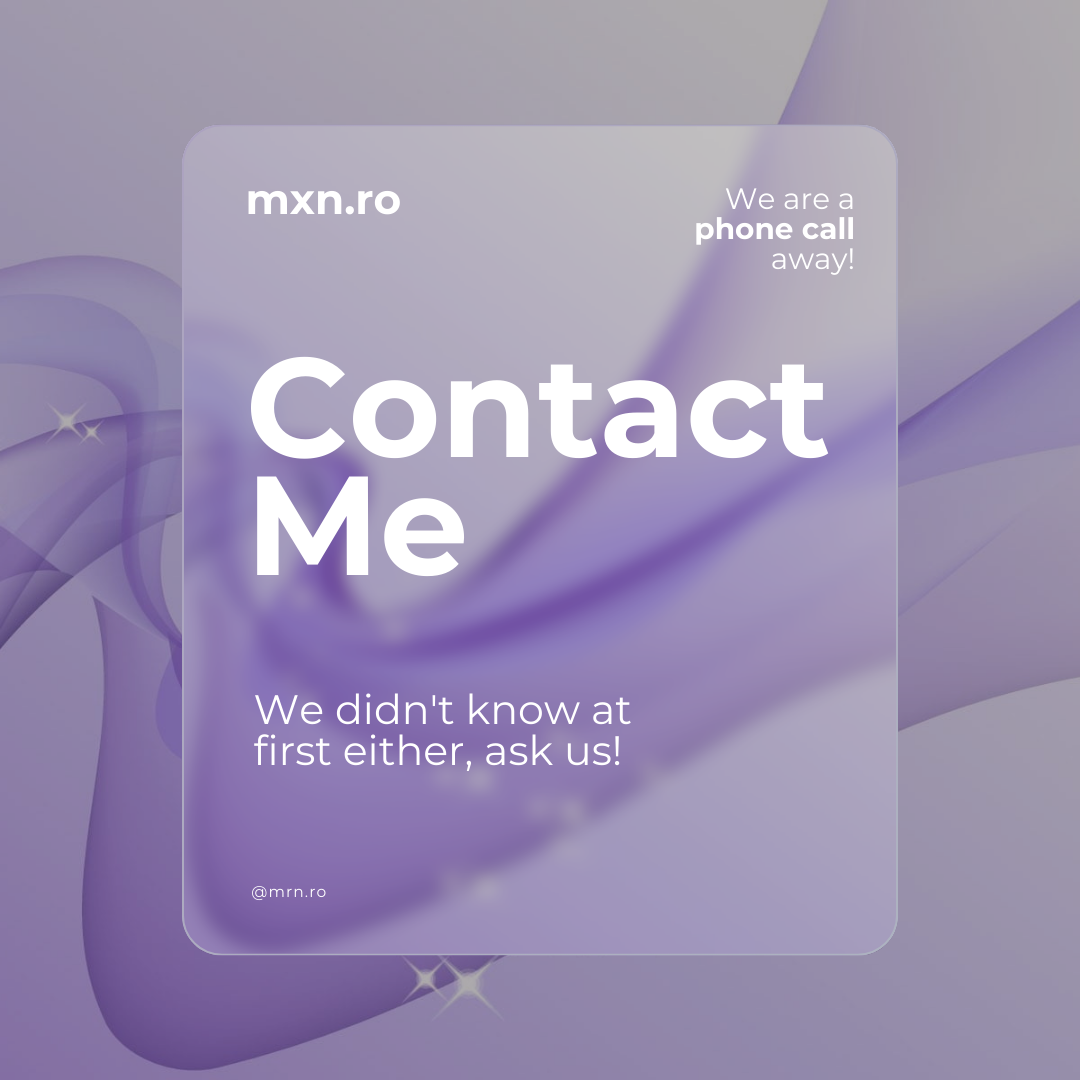 mxn.ro
We are a
phone call
away!
Contact
Me
We didn't know at
first either, ask us!
@mrn.ro